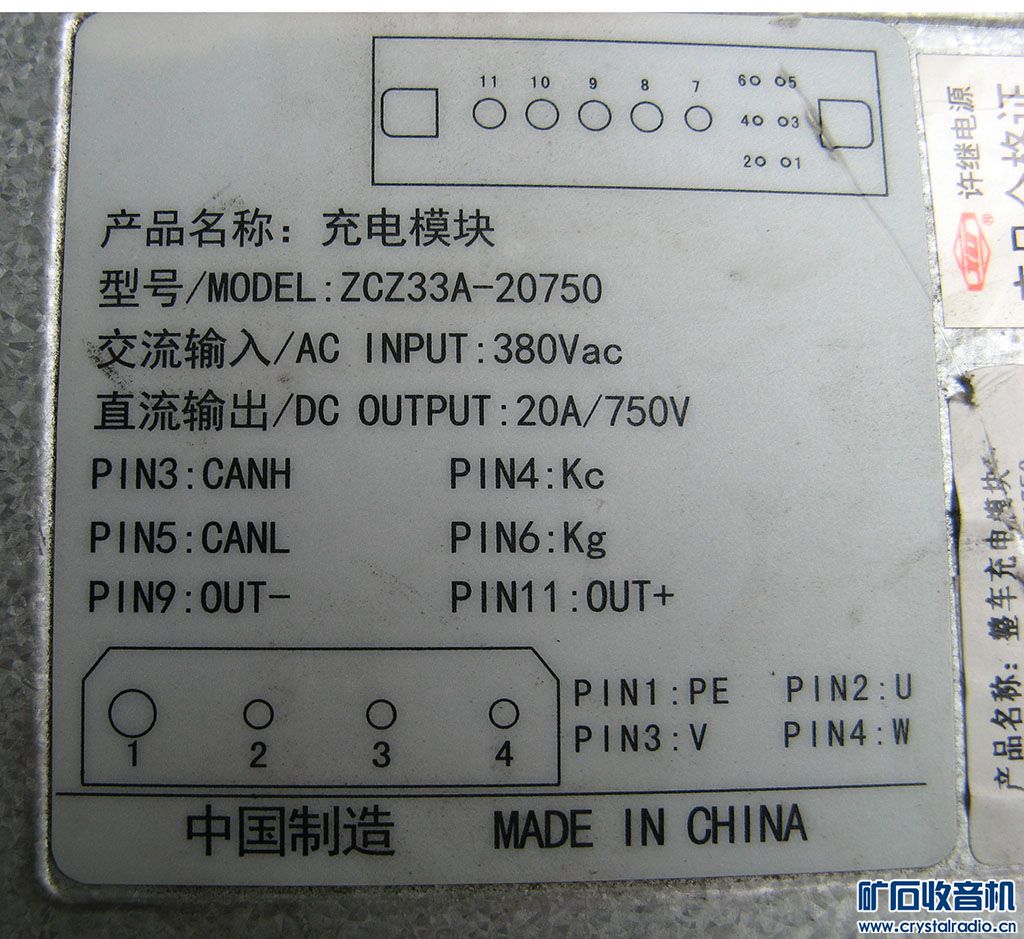 11 10 9 8 7 6 5
4 3
2 1
产品名称：充电模块
型号/MODEL:ZCZ33A-20750
交流输入/AC INPUT:380Vac
直流输出/DC OUTPUT:20A/750V
PIN3:CANH PIN4:Kc
PIN5:CANL PIN6:Kg
PIN9:OUT- PIN11:OUT+
PIN1:PE PIN2:U
PIN3:V PIN4:W
1 2 3 4
中国制造 MADE IN CHINA
许继电源
®
合格证
产品名称：整车充电模块
矿石收音机
www.crystalradio.cn